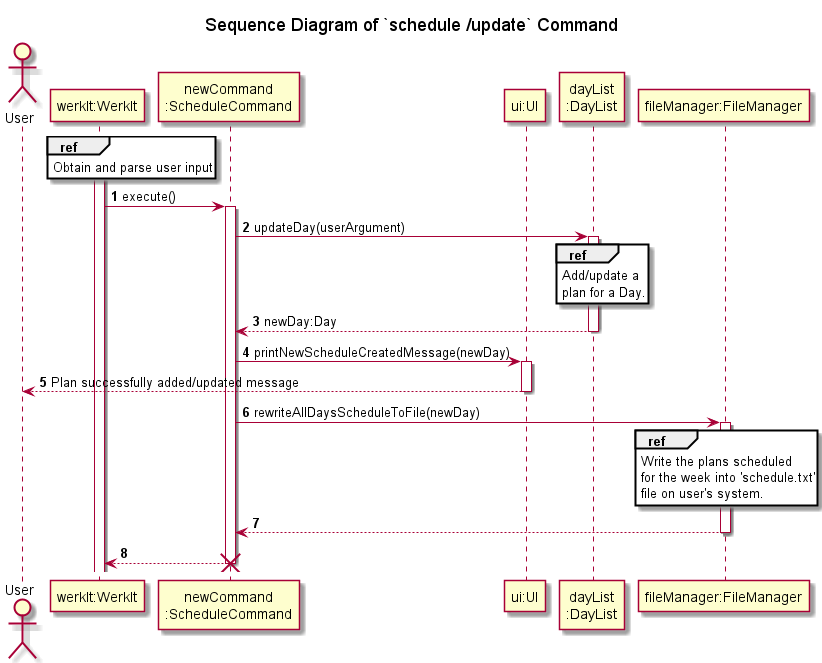 Sequence Diagram of `schedule /update` Command
User
werkIt:WerkIt
newCommand
:ScheduleCommand
ui:UI
dayList
:DayList
fileManager:FileManager
ref
Obtain and parse user input
1 execute()
2 updateDay(userArgument)
ref
Add/update a
plan for a Day.
3 newDay:Day
4 printNewScheduleCreatedMessage(newDay)
5 Plan successfully added/updated message
6 rewriteAllDaysScheduleToFile(newDay)
ref
Write the plans scheduled
for the week into 'schedule.txt'
file on user's system.
7
8
User
werkIt:WerkIt
newCommand
:ScheduleCommand
ui:UI
dayList
:DayList
fileManager:FileManager